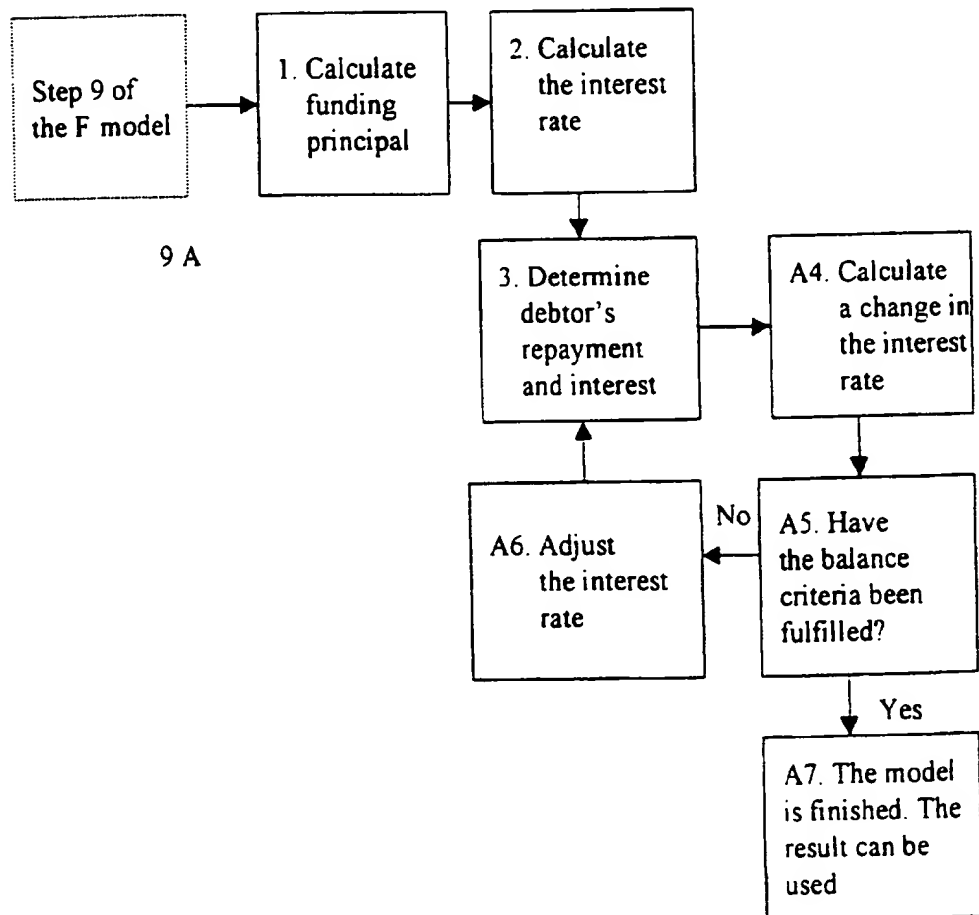 Step 9 of
the F model
1. Calculate
funding
principal
2. Calculate
the interest
rate
9 A
3. Determine
debtor's
repayment
and interest
A4. Calculate
a change in
the interest
rate
A6. Adjust
the interest
rate
No
A5. Have
the balance
criteria been
fulfilled?
Yes
A7. The model
is finished. The
result can be
used